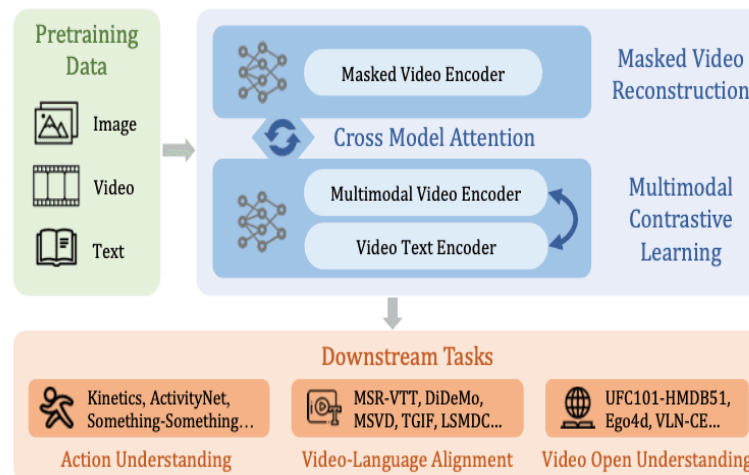 Pretraining
Data
Image
Video
Text
Masked Video Encoder
Masked Video
Reconstruction
Cross Model Attention
Multimodal Video Encoder
Video Text Encoder
Multimodal
Contrastive
Learning
Downstream Tasks
Kinetics, ActivityNet,
Something-Something...
Action Understanding
MSR-VTT, DiDeMo,
MSVD, TGIF, LSMDC...
Video-Language Alignment
UFC101-HMDB51,
Ego4d, VLN-CE...
Video Open Understanding